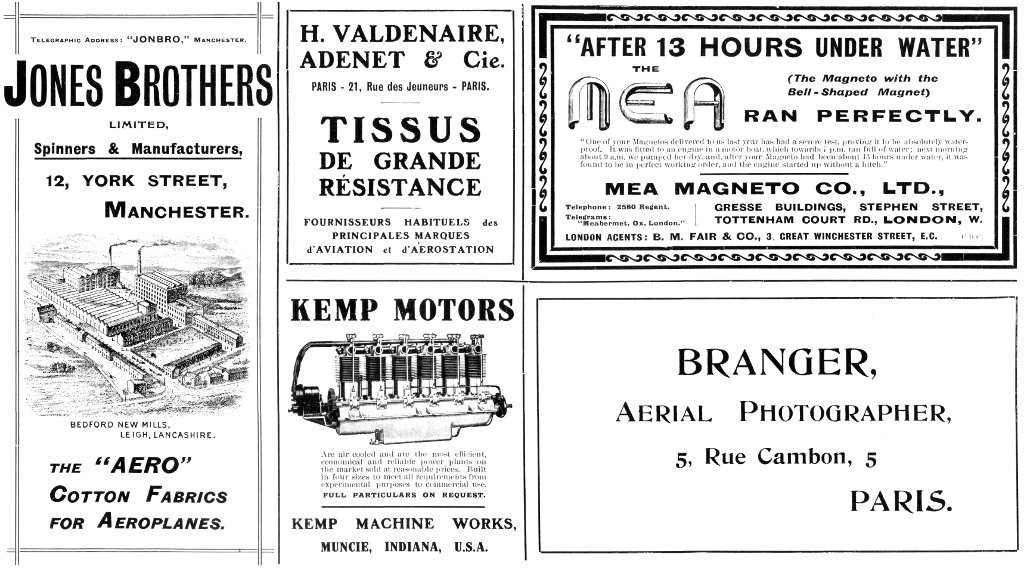 TELEGRAPHIC ADDRESS: "JONBRO," MANCHESTER.
JONES BROTHERS
LIMITED,
Spinners & Manufacturers,
12, YORK STREET,
MANCHESTER.
BEDFORD NEW MILLS,
LEIGH, LANCASHIRE.
THE "AERO"
COTTON FABRICS
FOR AEROPLANES.
H. VALDENAIRE,
ADENET & Cie.
PARIS - 21, Rue des Jeuneurs - PARIS.
TISSUS
DE GRANDE
RÉSISTANCE
FOURNISSEURS HABITUELS des
PRINCIPALES MARQUES
d'AVIATION et d'AÉROSTATION
"AFTER 13 HOURS UNDER WATER"
THE
MEA
(The Magneto with the
Bell-Shaped Magnet)
RAN PERFECTLY.
"One of your Magnetos delivered to us last year has had a severe test, proving it to be absolutely water-
proof. It was fitted to an engine in a motor boat, which towards 7 p.m. ran full of water; next morning
about 9 a.m. we pumped her dry, and, after your Magneto had been about 13 hours under water, it was
found to be in perfect working order, and the engine started up without a hitch."
MEA MAGNETO CO., LTD.,
Telephone: 2580 Regent.
Telegrams:
"Meabermet, Ox, London."
GRESSE BUILDINGS, STEPHEN STREET,
TOTTENHAM COURT RD., LONDON, W.
LONDON AGENTS: B. M. FAIR & CO., 3, GREAT WINCHESTER STREET, E.C.
C.D.C.
KEMP MOTORS
Are air cooled and are the most efficient,
economical and reliable power plants on
the market sold at reasonable prices. Built
in four sizes to meet all requirements from
experimental purposes to commercial use.
FULL PARTICULARS ON REQUEST.
KEMP MACHINE WORKS,
MUNCIE, INDIANA, U.S.A.
BRANGER,
AERIAL PHOTOGRAPHER,
5, Rue Cambon, 5
PARIS.